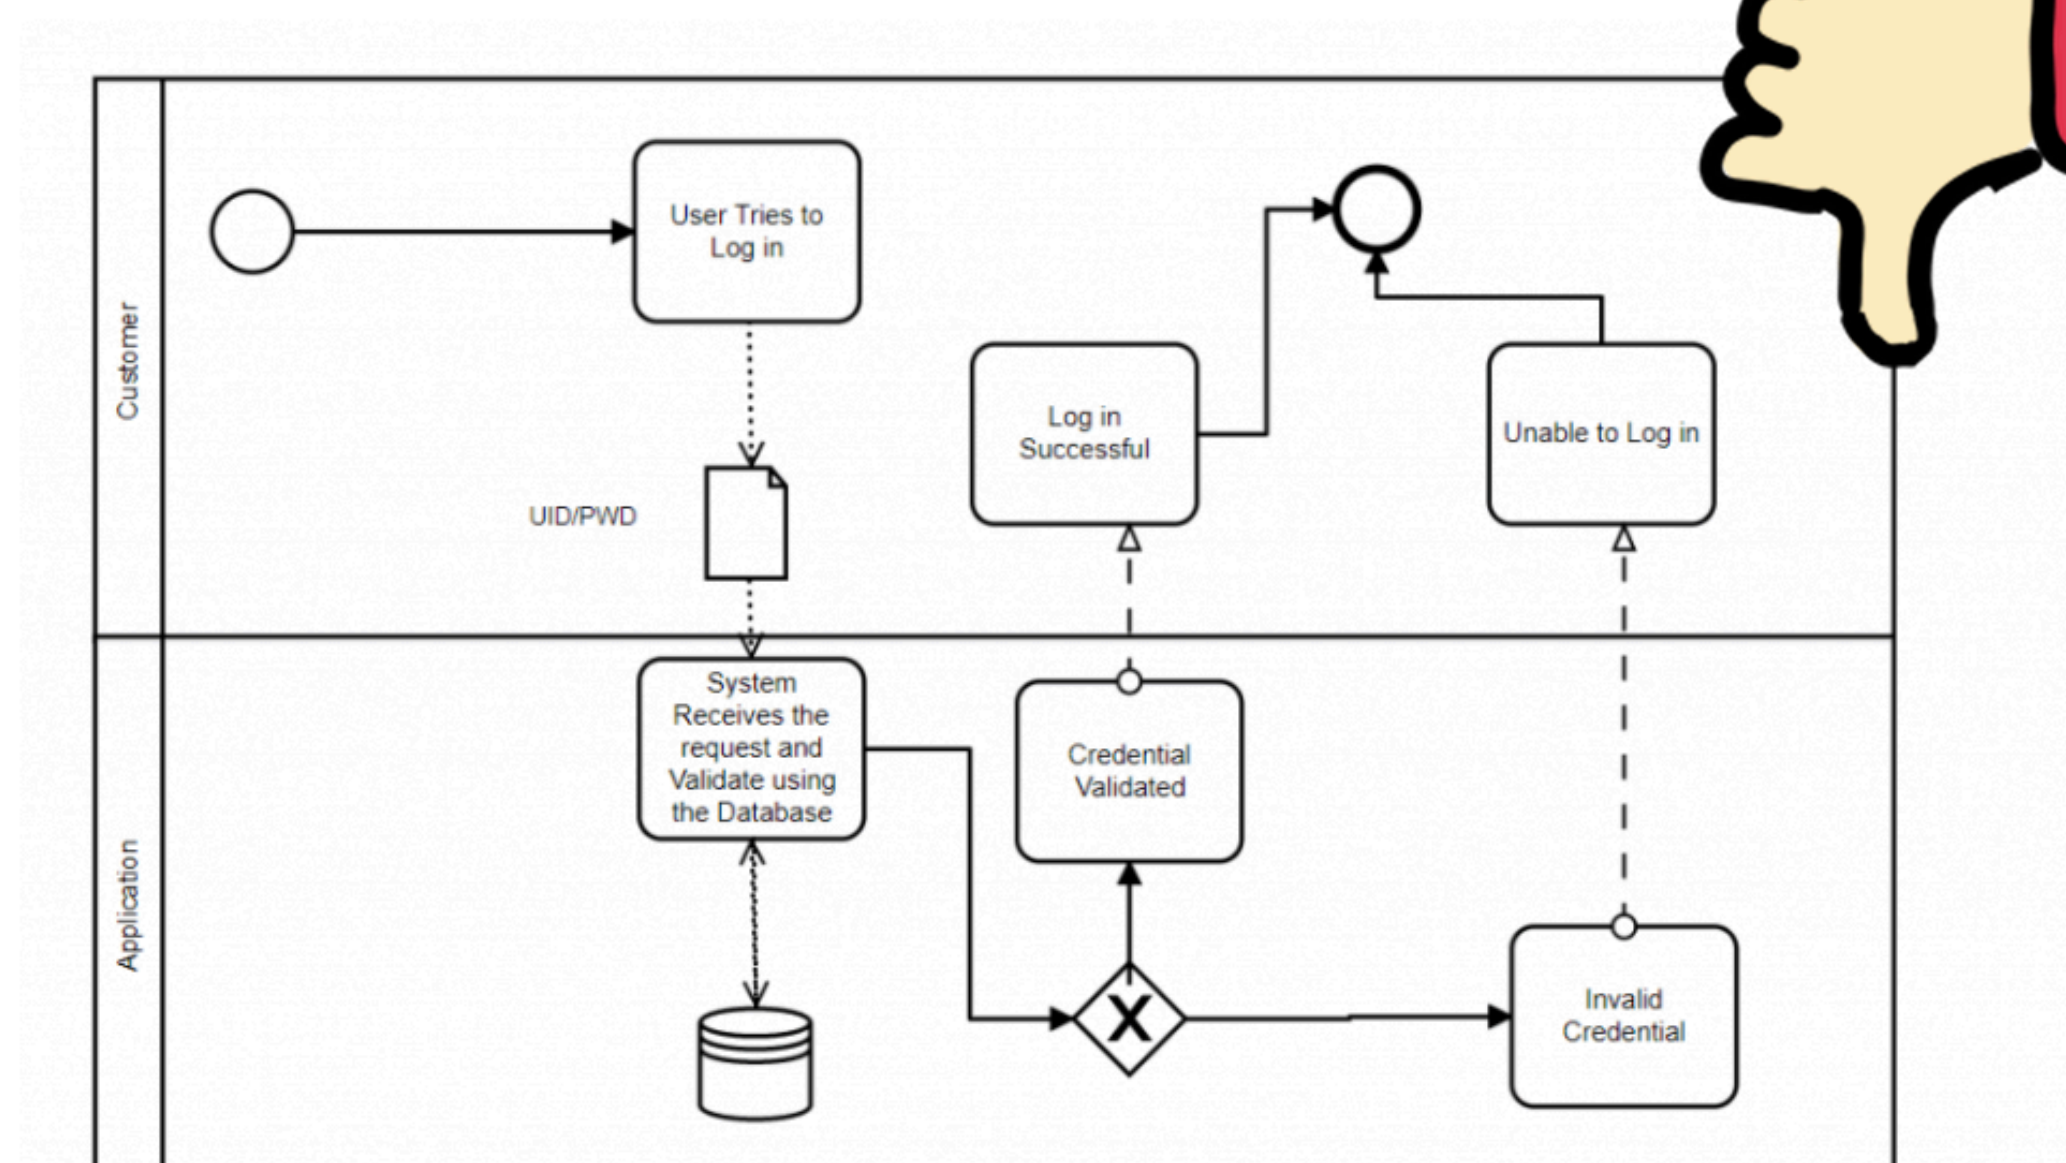 Customer
User Tries to
Log in
UID/PWD
Log in
Successful
Unable to Log in
Application
System
Receives the
request and
Validate using
the Database
Credential
Validated
X
Invalid
Credential